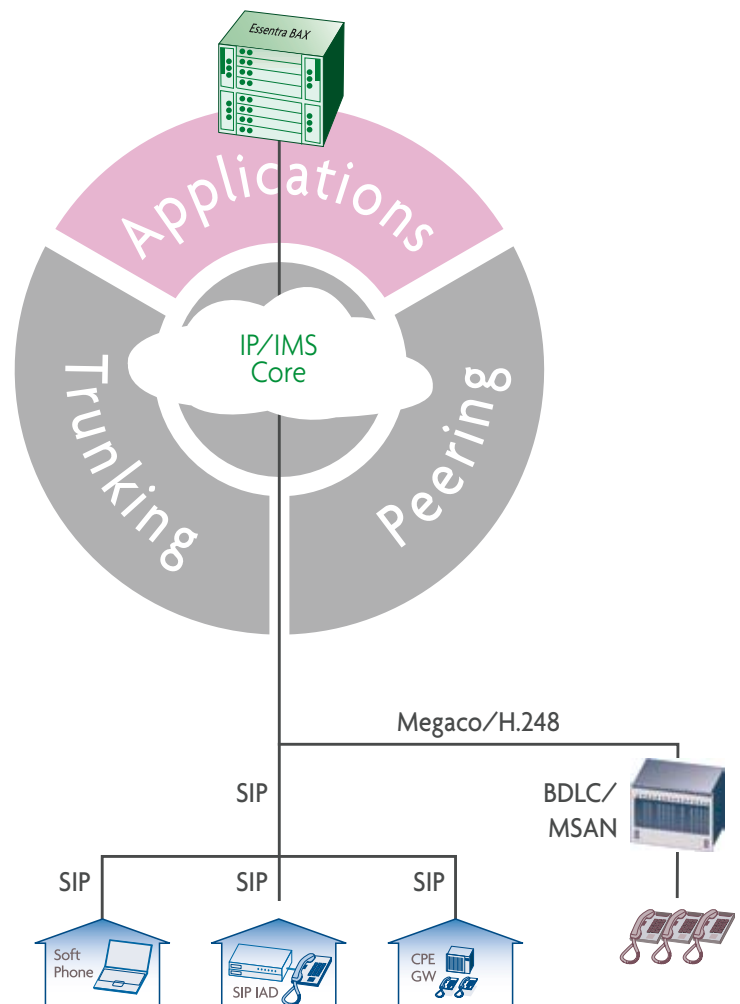 Essentra BAX
Applications
IP/IMS
Core
Trunking
Peering
Megaco/H.248
SIP
BDLC/
MSAN
SIP
SIP
SIP
Soft
Phone
SIP IAD
CPE
GW